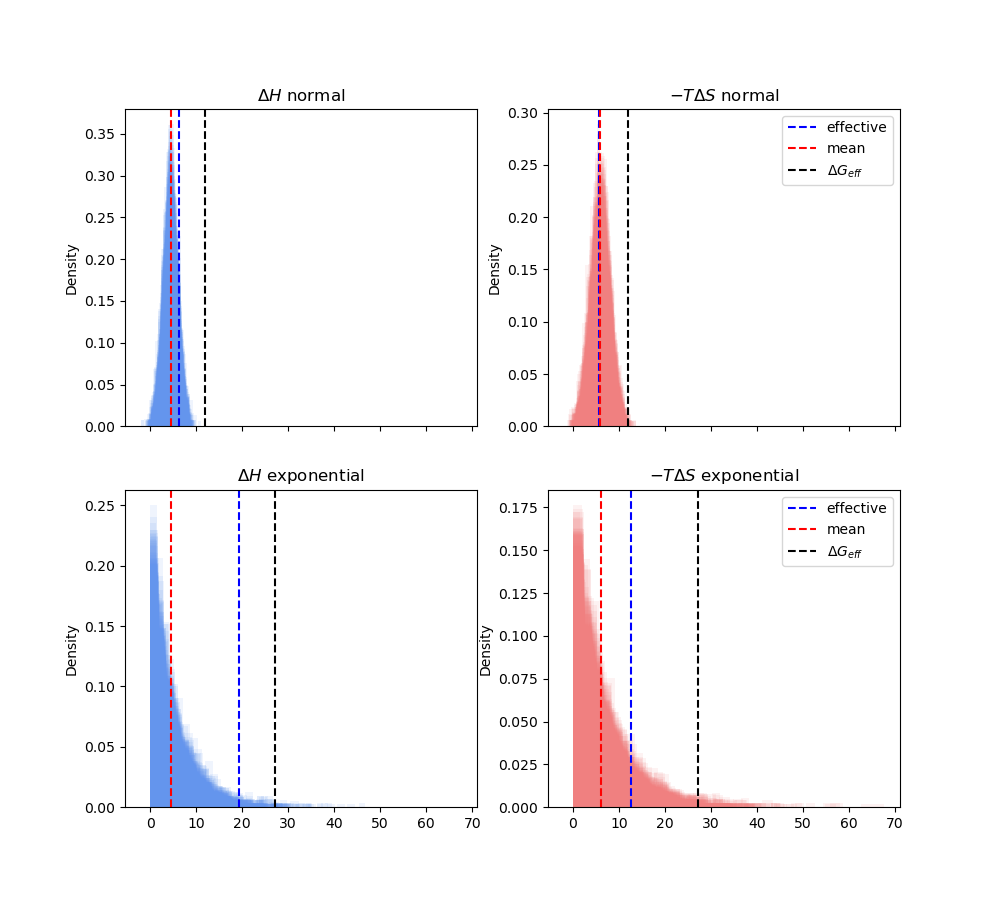 ΔH normal
Density
0.35
0.30
0.25
0.20
0.15
0.10
0.05
0.00
−TΔS normal
Density
0.30
0.25
0.20
0.15
0.10
0.05
0.00
effective
mean
ΔG_eff
ΔH exponential
Density
0.25
0.20
0.15
0.10
0.05
0.00
0 10 20 30 40 50 60 70
−TΔS exponential
Density
0.175
0.150
0.125
0.100
0.075
0.050
0.025
0.000
effective
mean
ΔG_eff
0 10 20 30 40 50 60 70